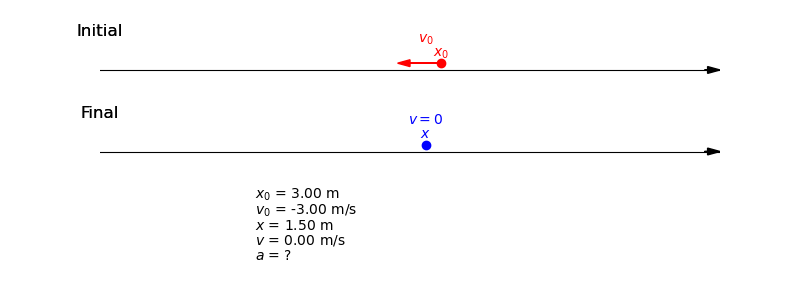 Initial
v₀
x₀
Final
v = 0
x
x₀ = 3.00 m
v₀ = -3.00 m/s
x = 1.50 m
v = 0.00 m/s
a = ?